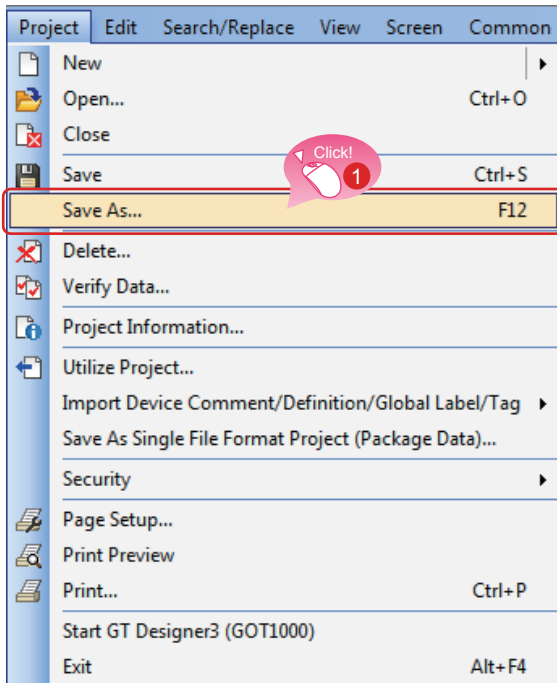 Project Edit Search/Replace View Screen Common
New
Open... Ctrl+O
Close
Click!
1
Save Ctrl+S
Save As... F12
Delete...
Verify Data...
Project Information...
Utilize Project...
Import Device Comment/Definition/Global Label/Tag
Save As Single File Format Project (Package Data)...
Security
Page Setup...
Print Preview
Print... Ctrl+P
Start GT Designer3 (GOT1000)
Exit Alt+F4